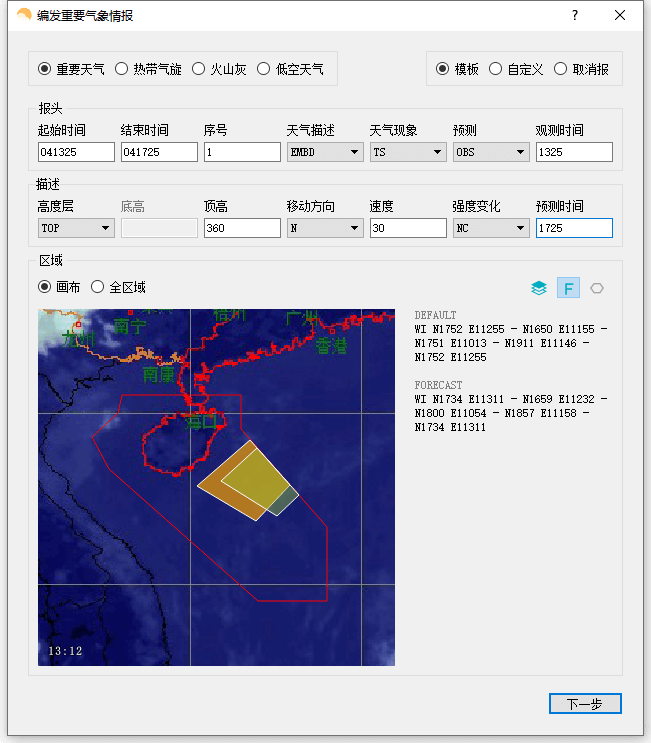 编发重要气象情报
?
重要天气 热带气旋 火山灰 低空天气 模板 自定义 取消报
报头
起始时间 结束时间 序号 天气描述 天气现象 预测 观测时间
041325 041725 1 EMBD TS OBS 1325
描述
高度层 底高 顶高 移动方向 速度 强度变化 预测时间
TOP 360 N 30 NC 1725
区域
画布 全区域
F
DEFAULT
WI N1752 E11255 - N1650 E11155 -
N1751 E11013 - N1911 E11146 -
N1752 E11255
FORECAST
WI N1734 E11311 - N1659 E11232 -
N1800 E11054 - N1857 E11158 -
N1734 E11311
梧州 广州
南宁
龙州 香港
南康
海口
13:12
下一步